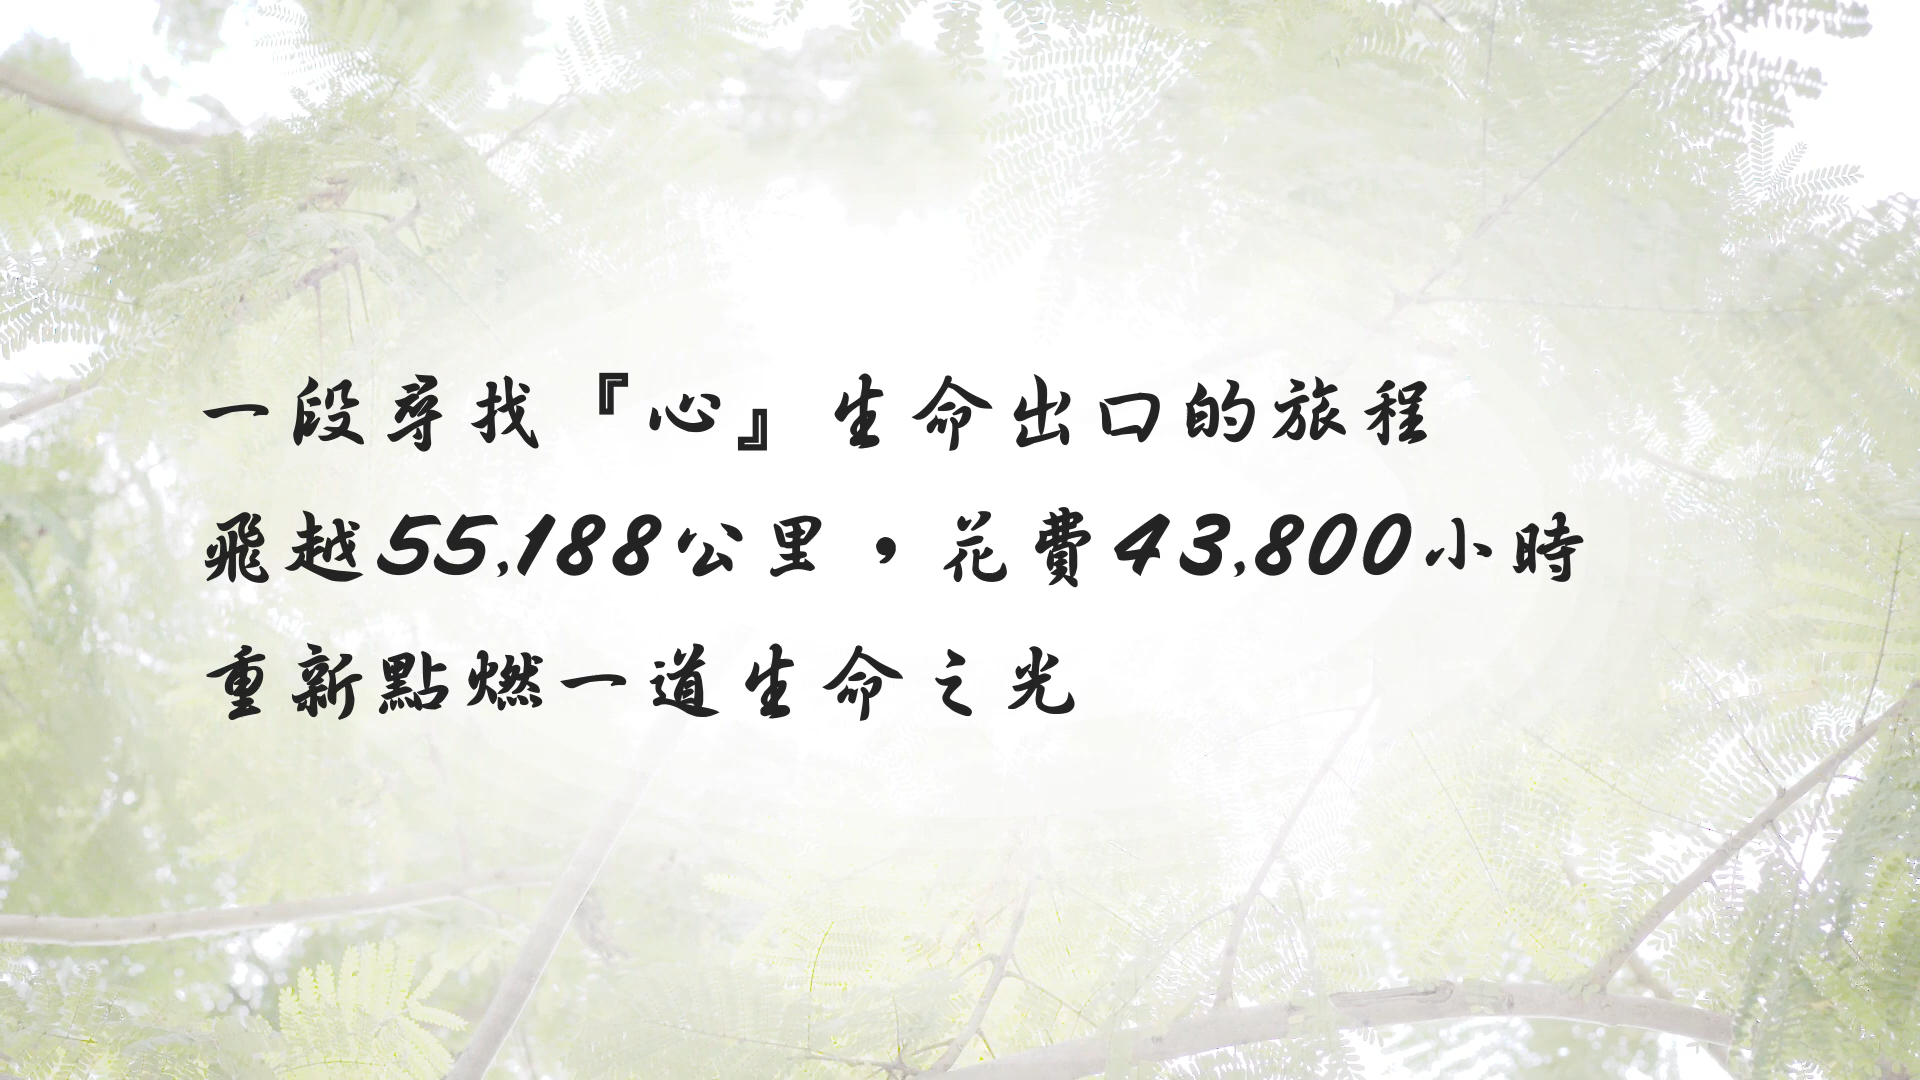 一段尋找『心』生命出口的旅程
飛越55,188公里，花費43,800小時
重新點燃一道生命之光